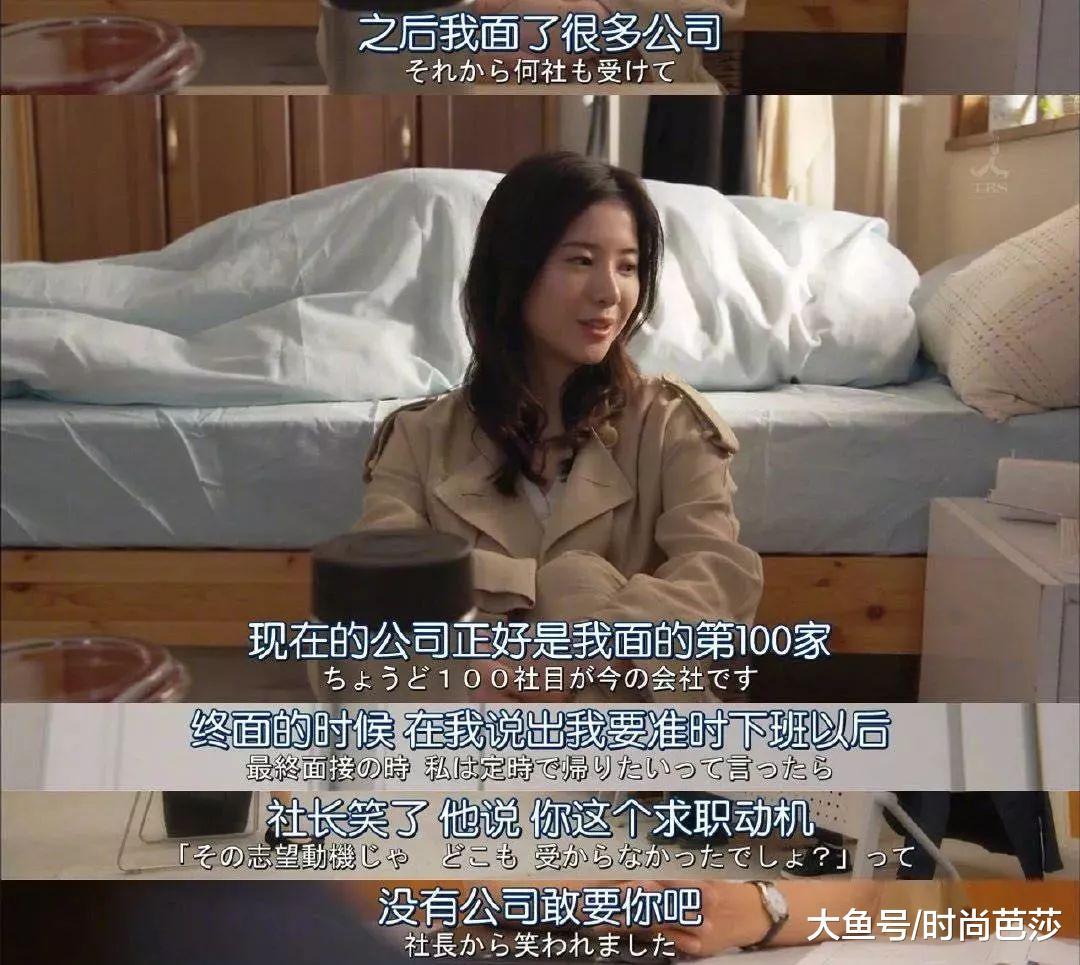 之后我面了很多公司
それから何社も受けて
TBS
现在的公司正好是我面的第100家
ちょうど１００社目が今の会社です
终面的时候 在我说出我要准时下班以后
最終面接の時 私は定時で帰りたいって言ったら
社长笑了 他说 你这个求职动机
「その志望動機じゃ　どこも 受からなかったでしょ？」って
没有公司敢要你吧
社長から笑われました
大鱼号/时尚芭莎